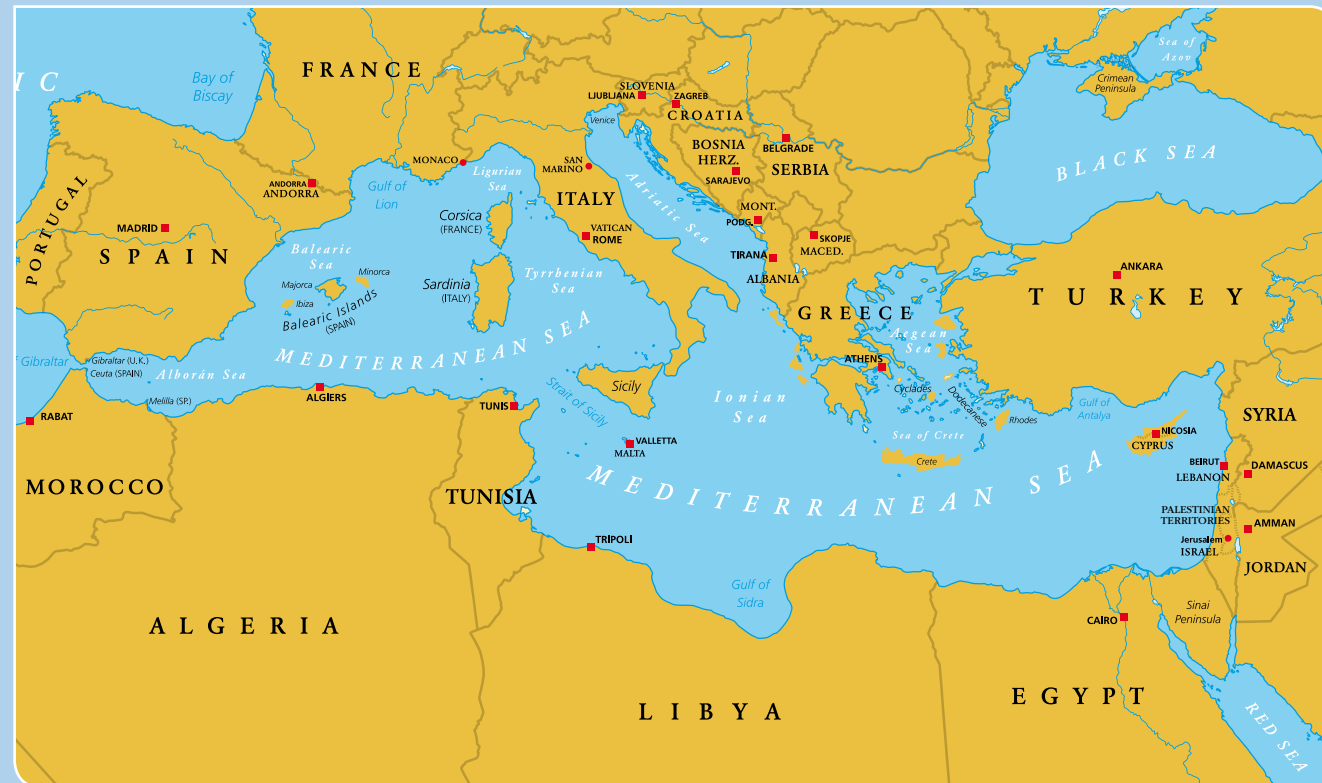 IC
Bay of
Biscay
FRANCE
SLOVENIA
LJUBLJANA
ZAGREB
CROATIA
Venice
Sea of
Azov
Crimean
Peninsula
BLACK SEA
BELGRADE
BOSNIA
HERZ.
SERBIA
SARAJEVO
MONACO
SAN
MARINO
Ligurian
Sea
ITALY
Adriatic Sea
ANDORRA
ANDORRA
Gulf of
Lion
PORTUGAL
MADRID
SPAIN
Corsica
(FRANCE)
VATICAN
ROME
MONT.
PODG.
SKOPJE
MACED.
TIRANA
ALBANIA
Balearic
Sea
Minorca
Majorca
Ibiza
Balearic Islands
(SPAIN)
Sardinia
(ITALY)
Tyrrhenian
Sea
ANKARA
TURKEY
GREECE
Aegean
Sea
ATHENS
MEDITERRANEAN SEA
f Gibraltar
Gibraltar (U.K.)
Ceuta (SPAIN)
Alborán Sea
Melilla (SP.)
RABAT
ALGIERS
TUNIS
Strait of Sicily
Sicily
Ionian
Sea
Cyclades
Dodecanese
Rhodes
Gulf of
Antalya
Sea of Crete
Crete
NICOSIA
CYPRUS
SYRIA
VALLETTA
MALTA
BEIRUT
LEBANON
DAMASCUS
MEDITERRANEAN SEA
MOROCCO
TUNISIA
PALESTINIAN
TERRITORIES
AMMAN
Jerusalem
ISRAEL
JORDAN
TRIPOLI
Gulf of
Sidra
Sinai
Peninsula
CAIRO
ALGERIA
LIBYA
EGYPT
RED SEA